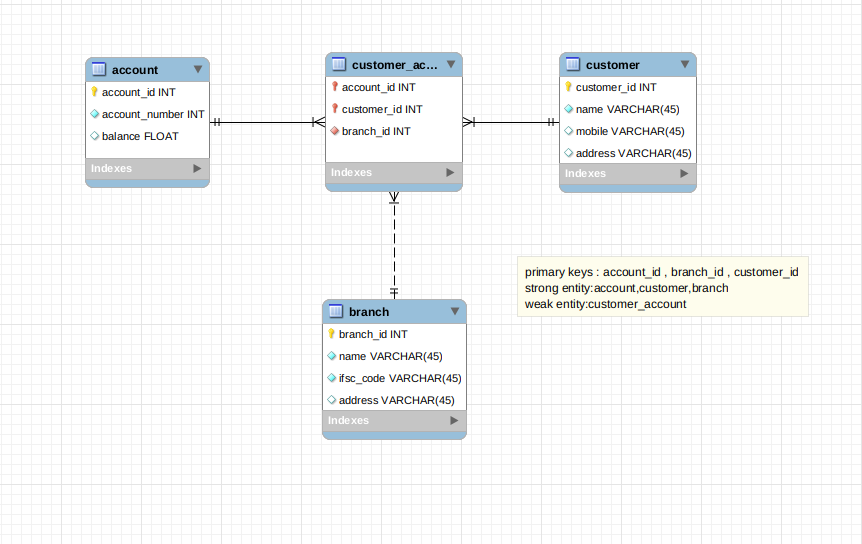 account
account_id INT
account_number INT
balance FLOAT
Indexes
customer_ac...
account_id INT
customer_id INT
branch_id INT
Indexes
customer
customer_id INT
name VARCHAR(45)
mobile VARCHAR(45)
address VARCHAR(45)
Indexes
branch
branch_id INT
name VARCHAR(45)
ifsc_code VARCHAR(45)
address VARCHAR(45)
Indexes
primary keys : account_id , branch_id , customer_id
strong entity:account,customer,branch
weak entity:customer_account